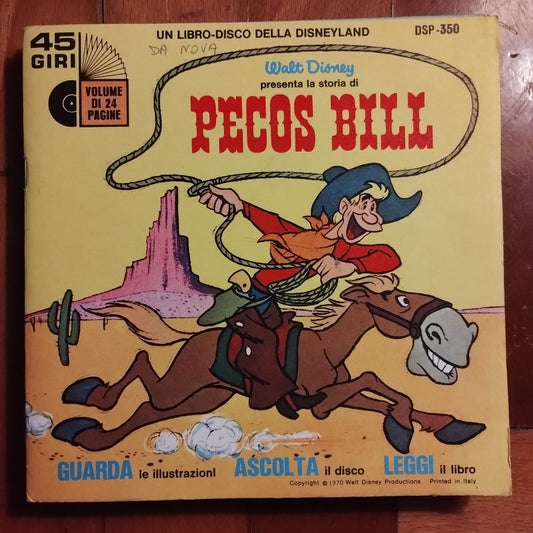 45
GIRI
VOLUME
DI 24
PAGINE
UN LIBRO-DISCO DELLA DISNEYLAND
DSP-350
DA NOVA
Walt Disney
presenta la storia di
PECOS BILL
GUARDA le illustrazioni ASCOLTA il disco LEGGI il libro
Copyright © 1970 Walt Disney Productions Printed in Italy